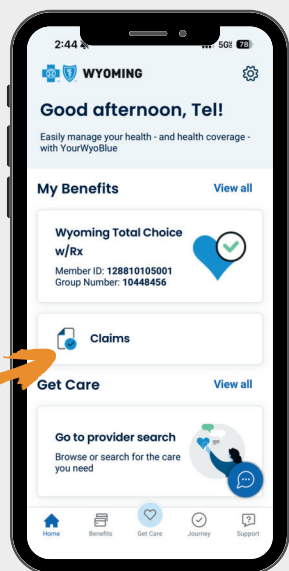 2:44
5G
78
WYOMING
Good afternoon, Tel!
Easily manage your health - and health coverage -
with YourWyoBlue
My Benefits
View all
Wyoming Total Choice
w/Rx
Member ID: 128810105001
Group Number: 10448456
Claims
Get Care
View all
Go to provider search
Browse or search for the care
you need
Home
Benefits
Get Care
Journey
Support